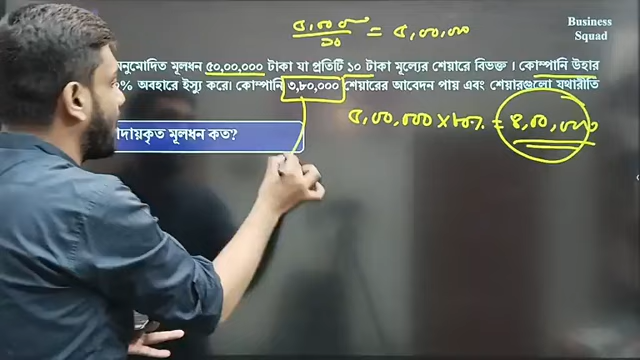 Business
Squad
৫,০০০
১০
= ৫,০০,০০০
অনুমোদিত মূলধন ৫০,০০,০০০ টাকা যা প্রতিটি ১০ টাকা মূল্যের শেয়ারে বিভক্ত। কোম্পানি উহার
% অবহারে ইস্যু করে। কোম্পানি ৩,৮০,০০০ শেয়ারের আবেদন পায় এবং শেয়ারগুলো যথারীতি
৫,০০,০০০ x ৮০% = ৪,০০,০০০
মূলধন কত?